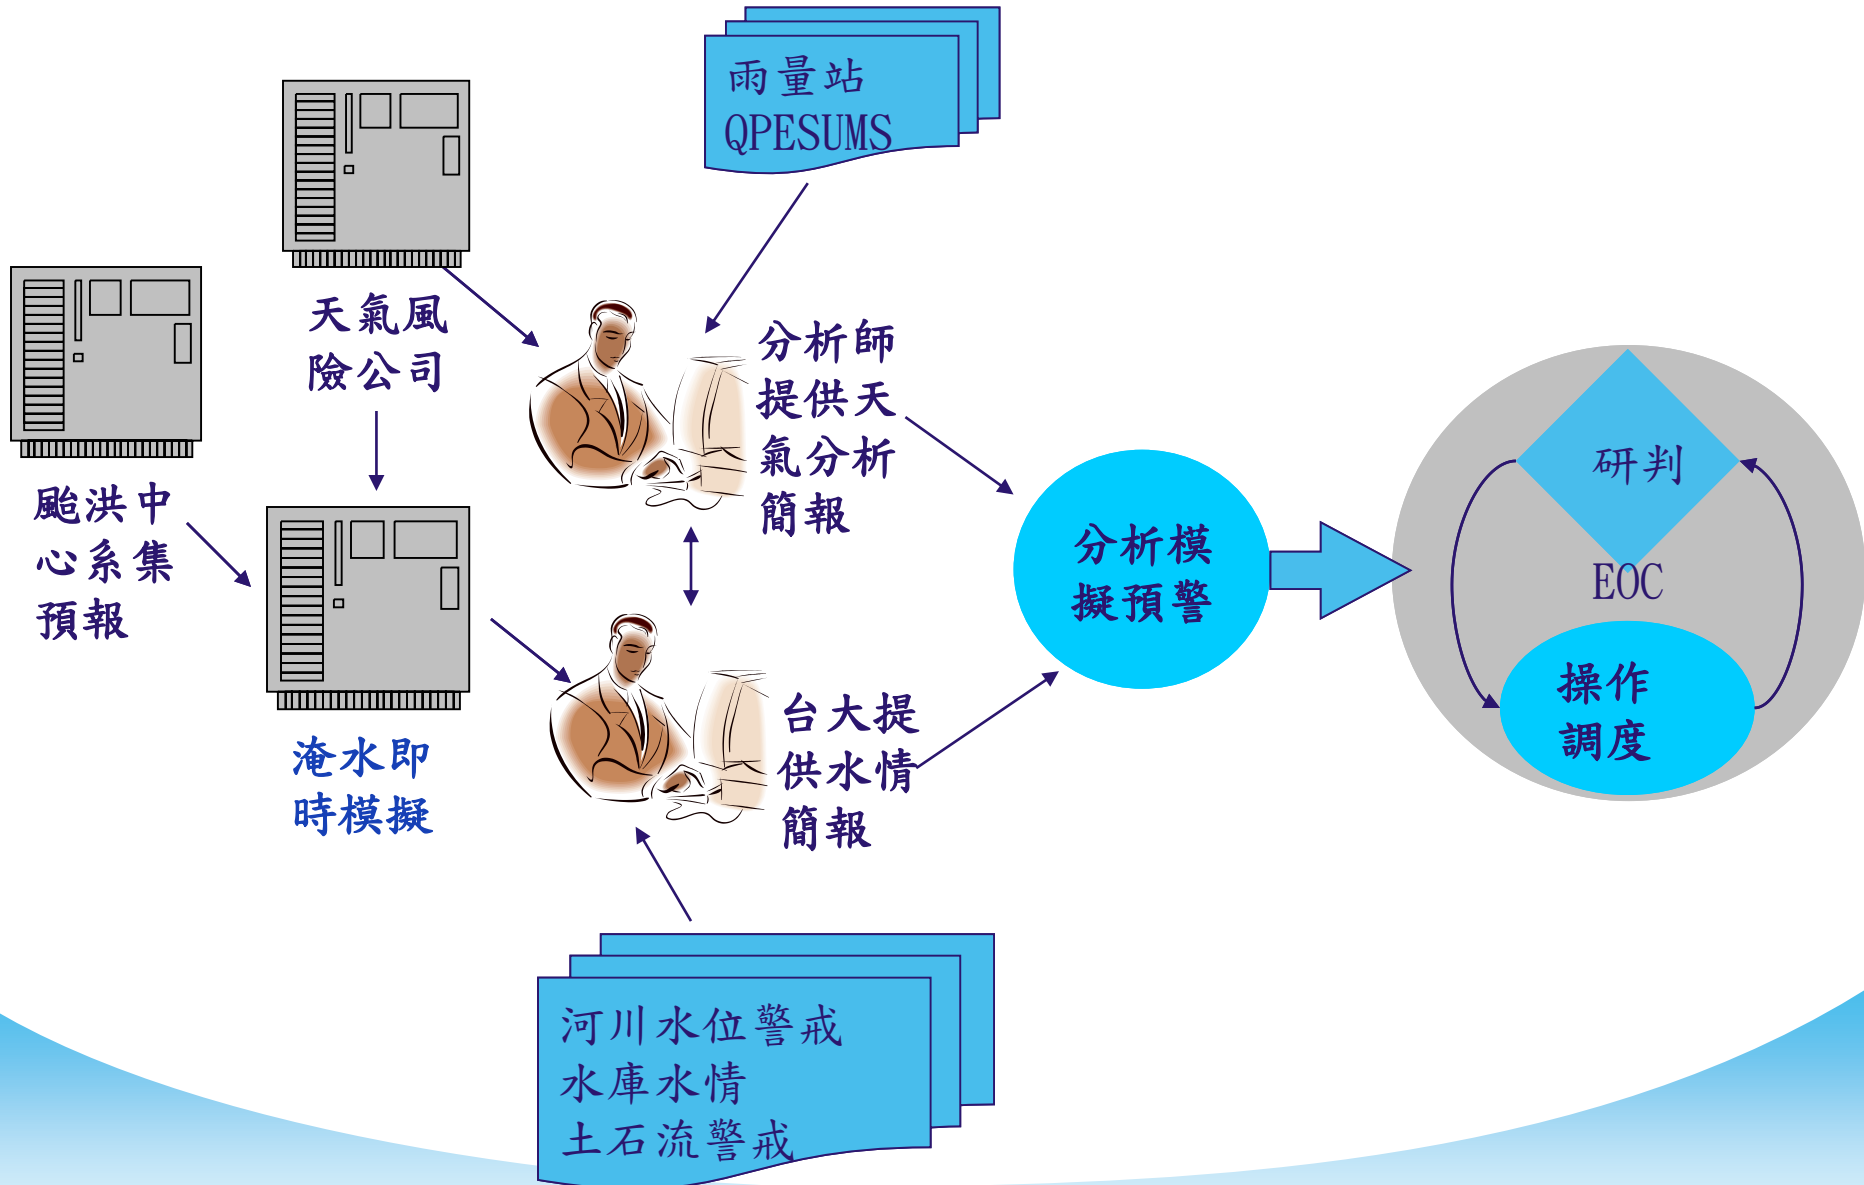 雨量站
QPESUMS
天氣風
險公司
颱洪中
心系集
預報
分析師
提供天
氣分析
簡報
淹水即
時模擬
台大提
供水情
簡報
分析模
擬預警
研判
EOC
操作
調度
河川水位警戒
水庫水情
土石流警戒